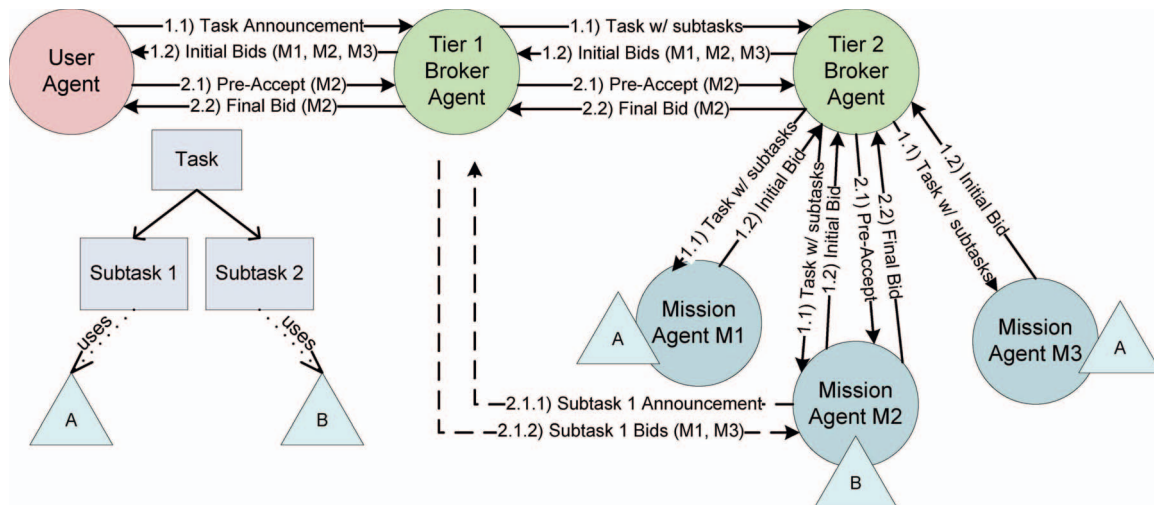 1.1) Task Announcement
1.2) Initial Bids (M1, M2, M3)
2.1) Pre-Accept (M2)
2.2) Final Bid (M2)
User
Agent
Tier 1
Broker
Agent
1.1) Task w/ subtasks
1.2) Initial Bids (M1, M2, M3)
2.1) Pre-Accept (M2)
2.2) Final Bid (M2)
Tier 2
Broker
Agent
Task
Subtask 1
Subtask 2
uses
uses
A
B
1.1) Task w/ subtasks
1.2) Initial Bid
1.1) Task w/ subtasks
1.2) Initial Bid
2.1) Pre-Accept
2.2) Final Bid
1.1) Task w/ subtasks
1.2) Initial Bid
Mission
Agent M1
A
Mission
Agent M3
A
Mission
Agent M2
B
2.1.1) Subtask 1 Announcement
2.1.2) Subtask 1 Bids (M1, M3)